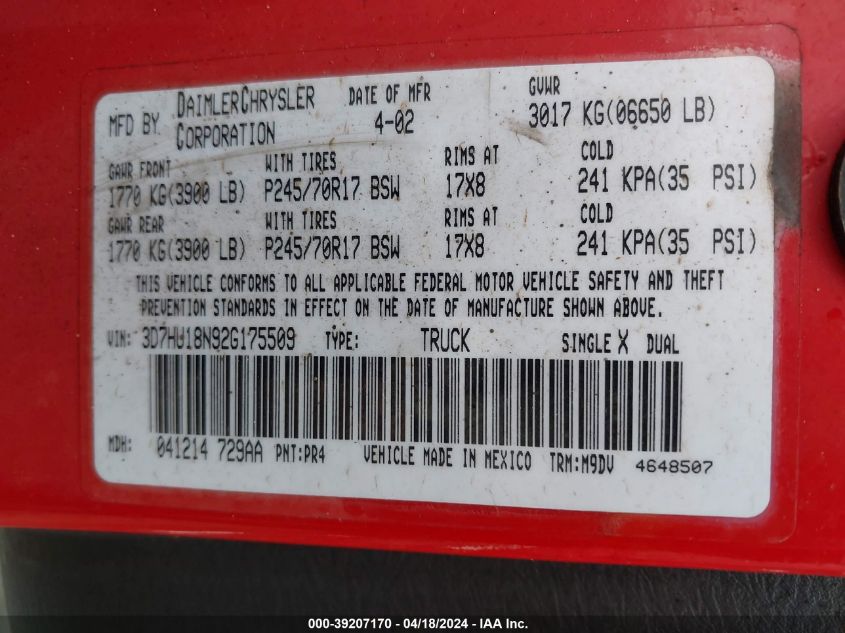 MFD BY DAIMLERCHRYSLER CORPORATION DATE OF MFR 4-02 GVWR 3017 KG(06650 LB)
GAWR FRONT WITH TIRES RIMS AT COLD
1770 KG(3900 LB) P245/70R17 BSW 17X8 241 KPA(35 PSI)
GAWR REAR WITH TIRES RIMS AT COLD
1770 KG(3900 LB) P245/70R17 BSW 17X8 241 KPA(35 PSI)
THIS VEHICLE CONFORMS TO ALL APPLICABLE FEDERAL MOTOR VEHICLE SAFETY AND THEFT
PREVENTION STANDARDS IN EFFECT ON THE DATE OF MANUFACTURE SHOWN ABOVE.
VIN: 3D7HU18N92G175509 TYPE: TRUCK SINGLE X DUAL
MDH: 041214 729AA PNT:PR4 VEHICLE MADE IN MEXICO TRM:M9DV 4648507
000-39207170 - 04/18/2024 - IAAI Inc.